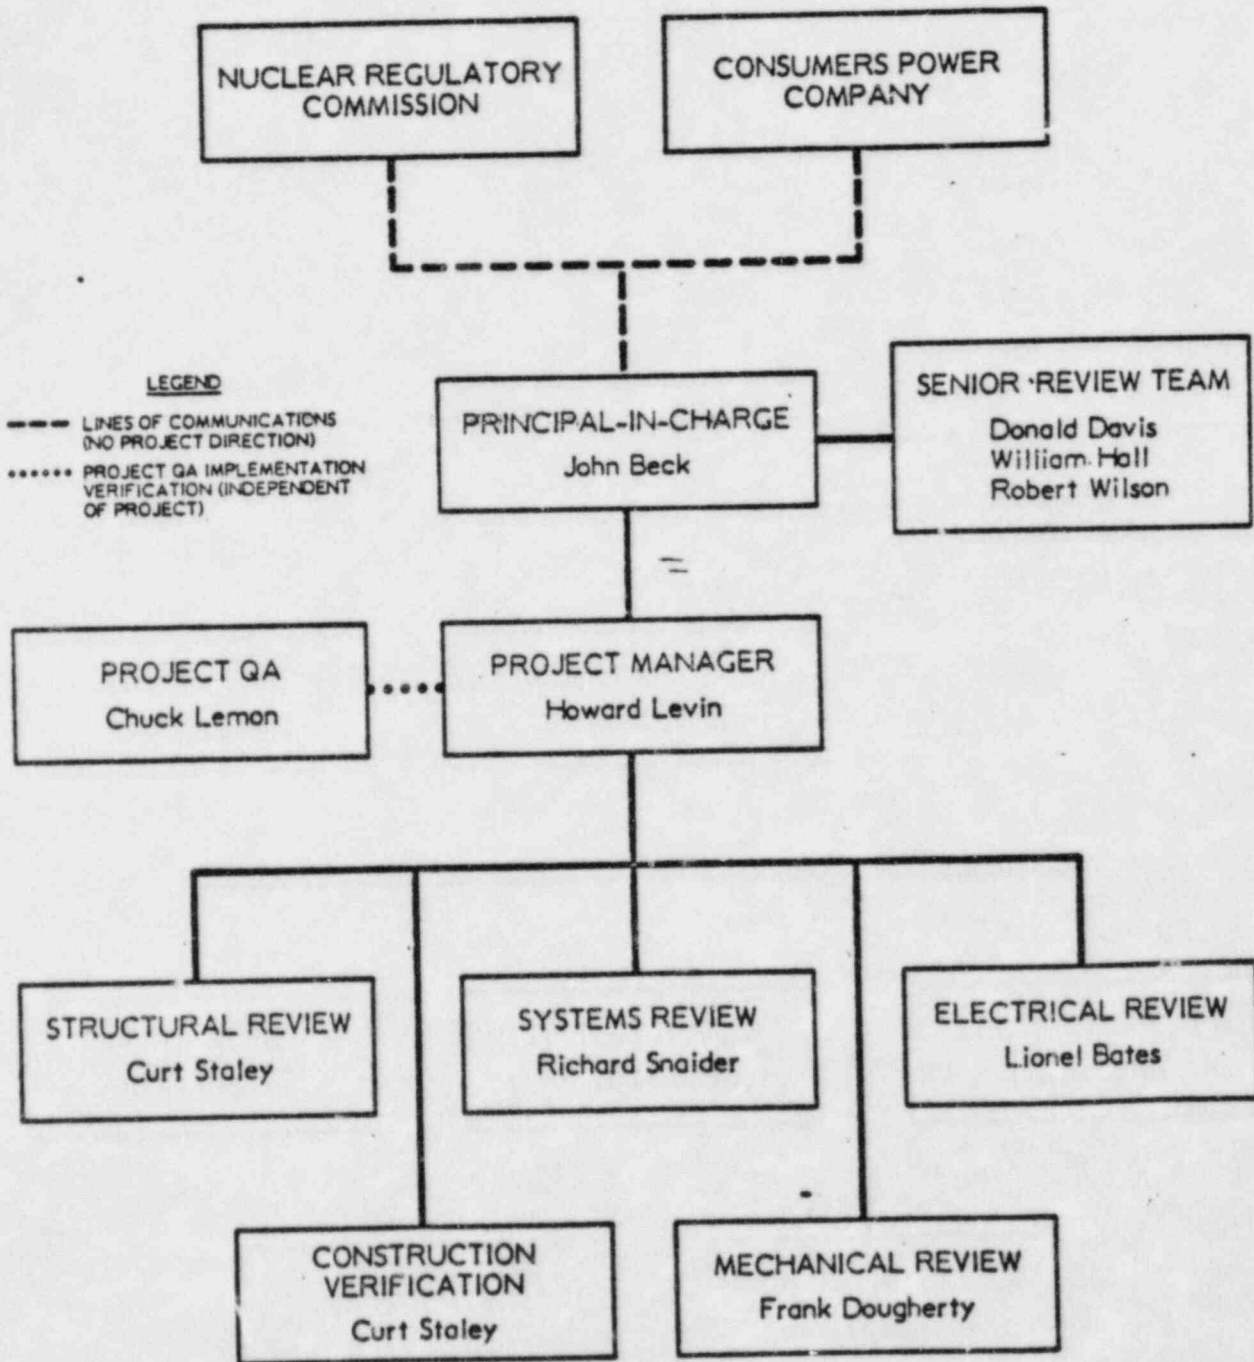 NUCLEAR REGULATORY
COMMISSION
CONSUMERS POWER
COMPANY
LEGEND
LINES OF COMMUNICATIONS
(NO PROJECT DIRECTION)
PROJECT QA IMPLEMENTATION
VERIFICATION (INDEPENDENT
OF PROJECT)
PRINCIPAL-IN-CHARGE
John Beck
SENIOR REVIEW TEAM
Donald Davis
William Hall
Robert Wilson
PROJECT QA
Chuck Lemon
PROJECT MANAGER
Howard Levin
STRUCTURAL REVIEW
Curt Staley
SYSTEMS REVIEW
Richard Snaider
ELECTRICAL REVIEW
Lionel Bates
CONSTRUCTION
VERIFICATION
Curt Staley
MECHANICAL REVIEW
Frank Dougherty